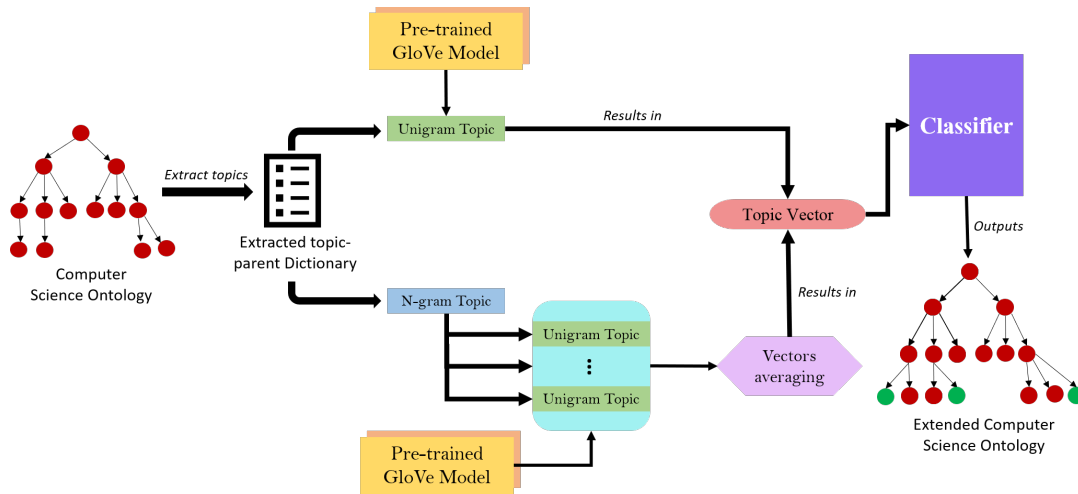 Pre-trained
GloVe Model
Unigram Topic
Results in
Classifier
Extract topics
Topic Vector
Outputs
Extracted topic-
parent Dictionary
Computer
Science Ontology
N-gram Topic
Results in
Unigram Topic
Unigram Topic
Vectors
averaging
Extended Computer
Science Ontology
Pre-trained
GloVe Model